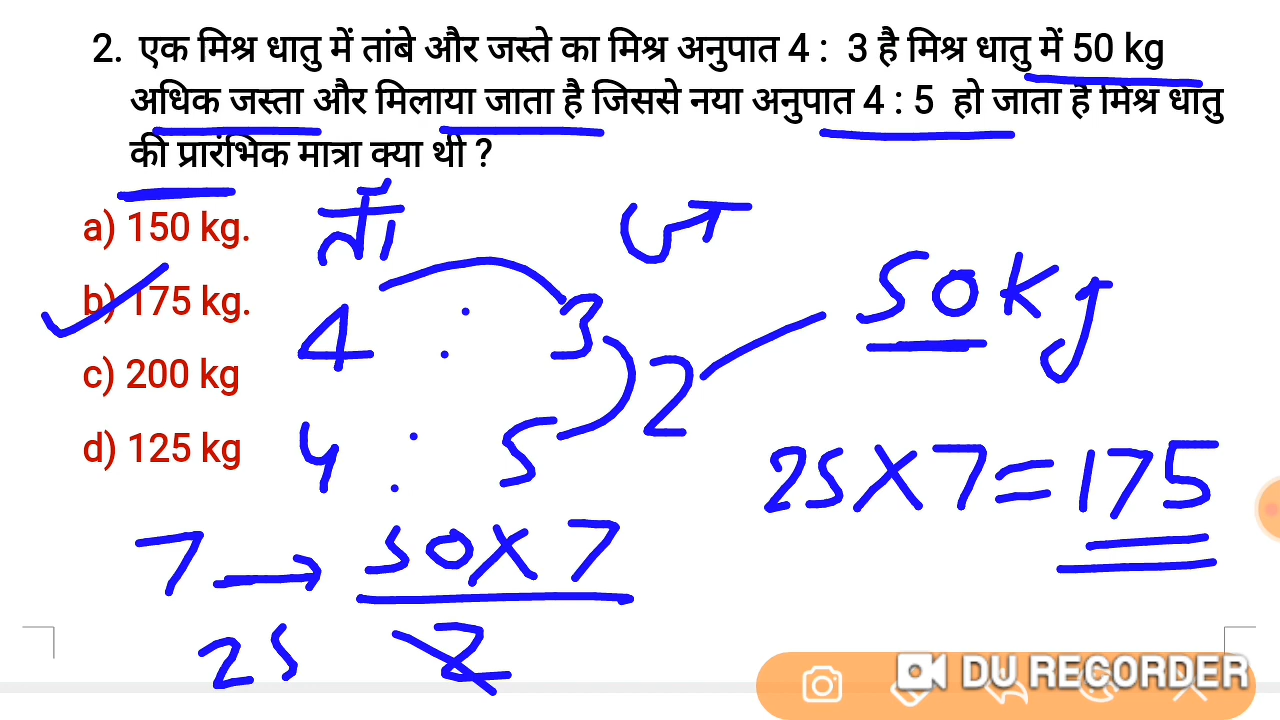 2. एक मिश्र धातु में तांबे और जस्ते का मिश्र अनुपात 4 : 3 है मिश्र धातु में 50 kg
अधिक जस्ता और मिलाया जाता है जिससे नया अनुपात 4 : 5 हो जाता है मिश्र धातु
की प्रारंभिक मात्रा क्या थी ?
a) 150 kg.
b) 175 kg.
c) 200 kg
d) 125 kg
ताँ
ज
4 : 3
50 kg
2
4 : 5
25 X 7 = 175
7 → 50 X 7
25 2
DU RECORDER